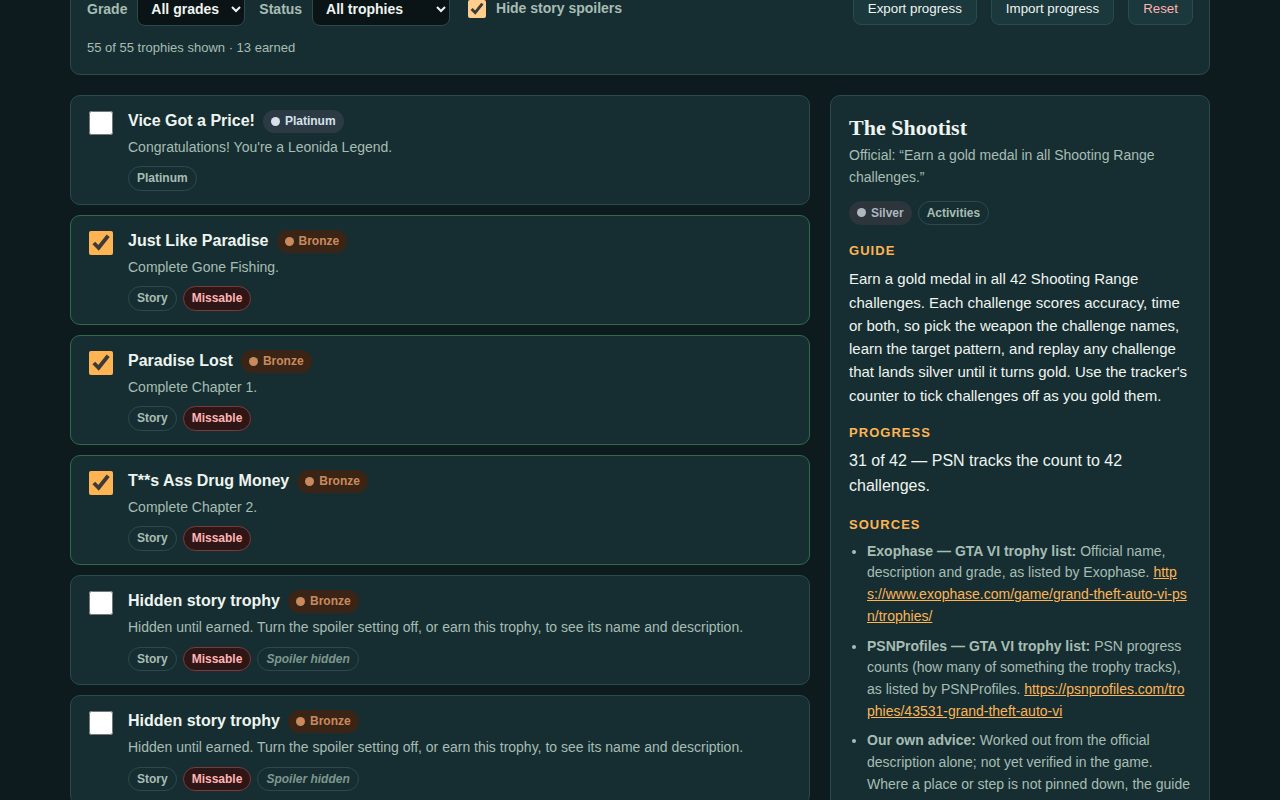 Grade All grades Status All trophies Hide story spoilers Export progress Import progress Reset
55 of 55 trophies shown · 13 earned
Vice Got a Price! Platinum
Congratulations! You're a Leonida Legend.
Platinum
Just Like Paradise Bronze
Complete Gone Fishing.
Story Missable
Paradise Lost Bronze
Complete Chapter 1.
Story Missable
T**s Ass Drug Money Bronze
Complete Chapter 2.
Story Missable
Hidden story trophy Bronze
Hidden until earned. Turn the spoiler setting off, or earn this trophy, to see its name and description.
Story Missable Spoiler hidden
Hidden story trophy Bronze
Hidden until earned. Turn the spoiler setting off, or earn this trophy, to see its name and description.
Story Missable Spoiler hidden
The Shootist
Official: “Earn a gold medal in all Shooting Range
challenges.”
Silver Activities
GUIDE
Earn a gold medal in all 42 Shooting Range
challenges. Each challenge scores accuracy, time
or both, so pick the weapon the challenge names,
learn the target pattern, and replay any challenge
that lands silver until it turns gold. Use the tracker's
counter to tick challenges off as you gold them.
PROGRESS
31 of 42 — PSN tracks the count to 42
challenges.
SOURCES
• Exophase — GTA VI trophy list: Official name,
description and grade, as listed by Exophase. http
s://www.exophase.com/game/grand-theft-auto-vi-ps
n/trophies/
• PSNProfiles — GTA VI trophy list: PSN progress
counts (how many of something the trophy tracks),
as listed by PSNProfiles. https://psnprofiles.com/tro
phies/43531-grand-theft-auto-vi
• Our own advice: Worked out from the official
description alone; not yet verified in the game.
Where a place or step is not pinned down, the guide